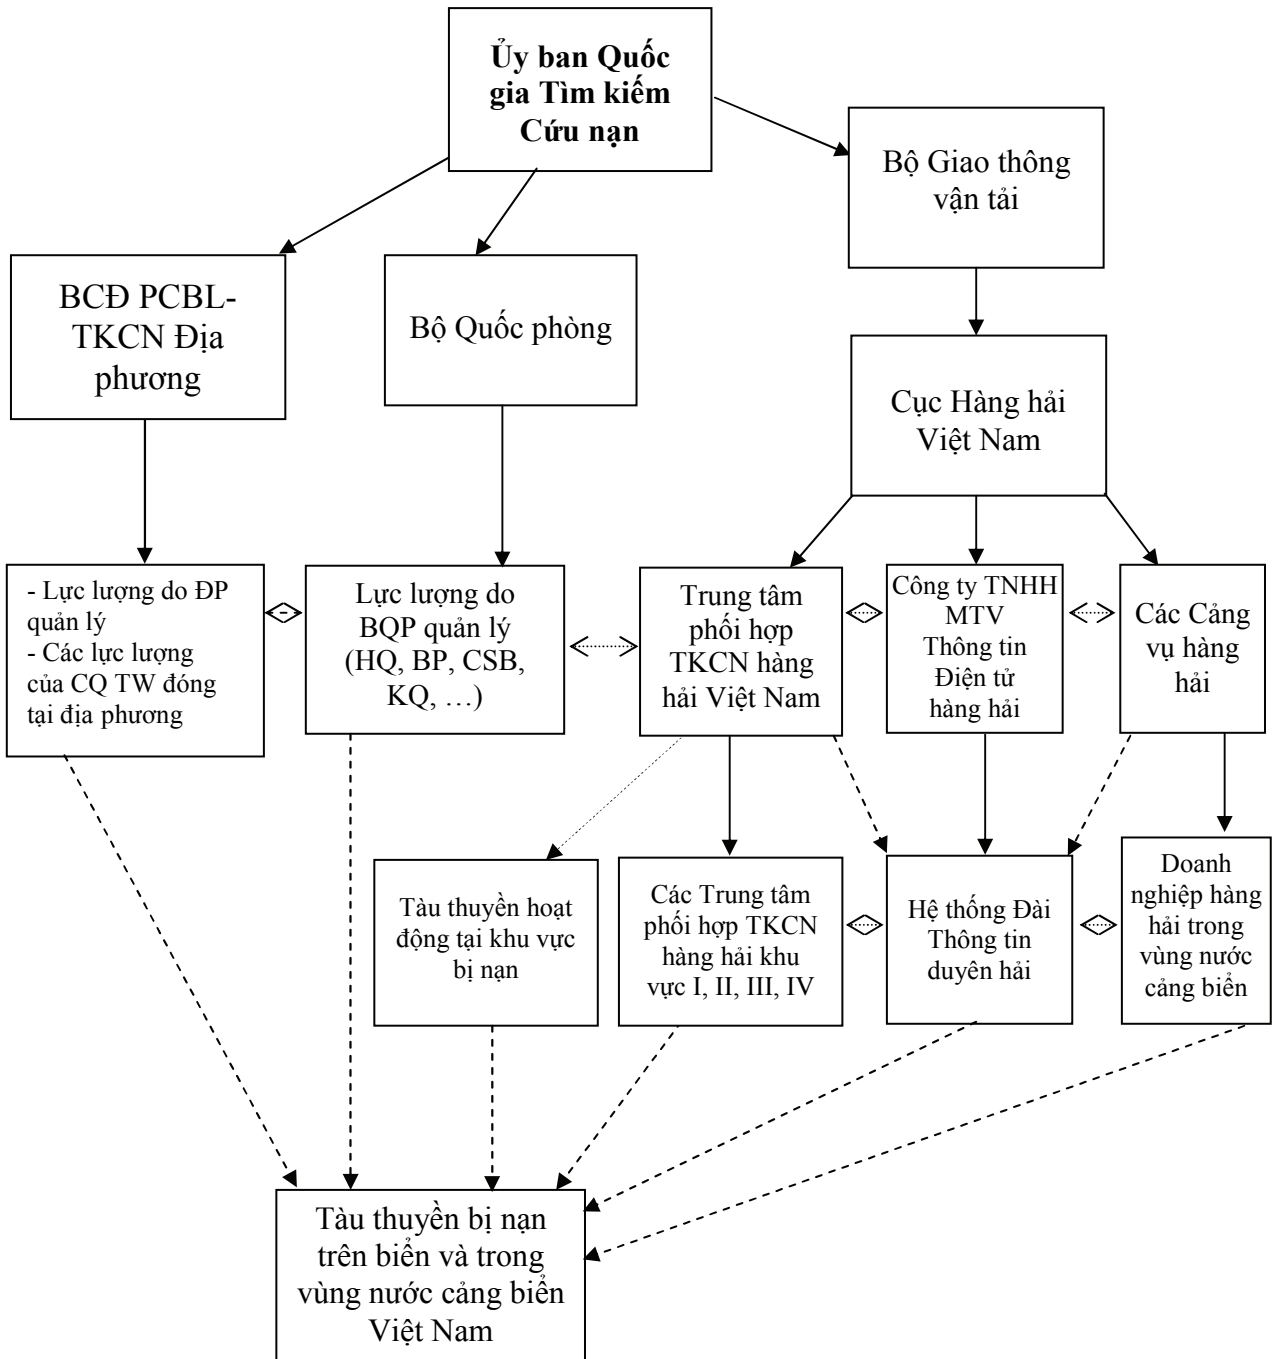 Ủy ban Quốc
gia Tìm kiếm
Cứu nạn
Bộ Giao thông
vận tải
BCĐ PCBL-
TKCN Địa
phương
Bộ Quốc phòng
Cục Hàng hải
Việt Nam
- Lực lượng do ĐP
quản lý
- Các lực lượng
của CQ TW đóng
tại địa phương
Lực lượng do
BQP quản lý
(HQ, BP, CSB,
KQ, …)
Trung tâm
phối hợp
TKCN hàng
hải Việt Nam
Công ty TNHH
MTV
Thông tin
Điện tử
hàng hải
Các Cảng
vụ hàng
hải
Tàu thuyền hoạt
động tại khu vực
bị nạn
Các Trung tâm
phối hợp TKCN
hàng hải khu
vực I, II, III, IV
Hệ thống Đài
Thông tin
duyên hải
Doanh
nghiệp hàng
hải trong
vùng nước
cảng biển
Tàu thuyền bị nạn
trên biển và trong
vùng nước cảng biển
Việt Nam